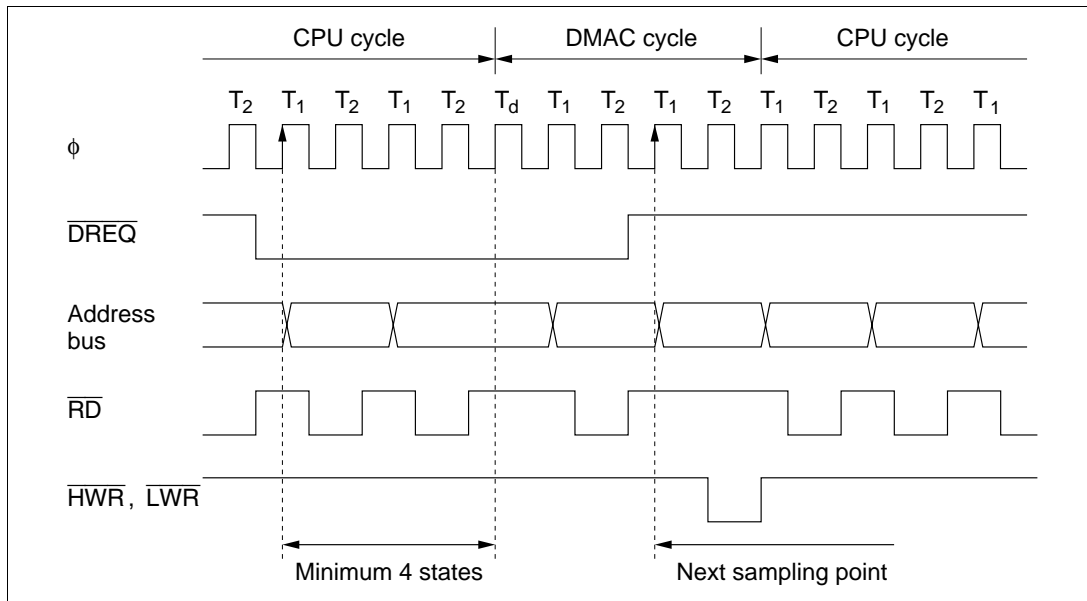 CPU cycle DMAC cycle CPU cycle
T2 T1 T2 T1 T2 Td T1 T2 T1 T2 T1 T2 T1 T2 T1
ϕ
DREQ
Address
bus
RD
HWR, LWR
Minimum 4 states Next sampling point